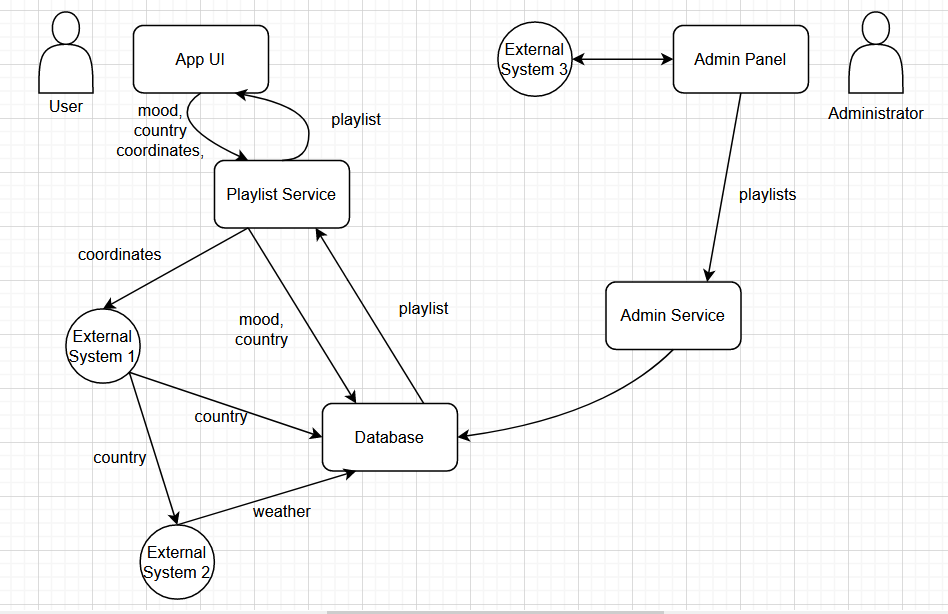 App UI
External
System 3
Admin Panel
User
Administrator
mood,
country
coordinates,
playlist
Playlist Service
playlists
coordinates
playlist
mood,
country
External
System 1
Admin Service
country
Database
country
weather
External
System 2